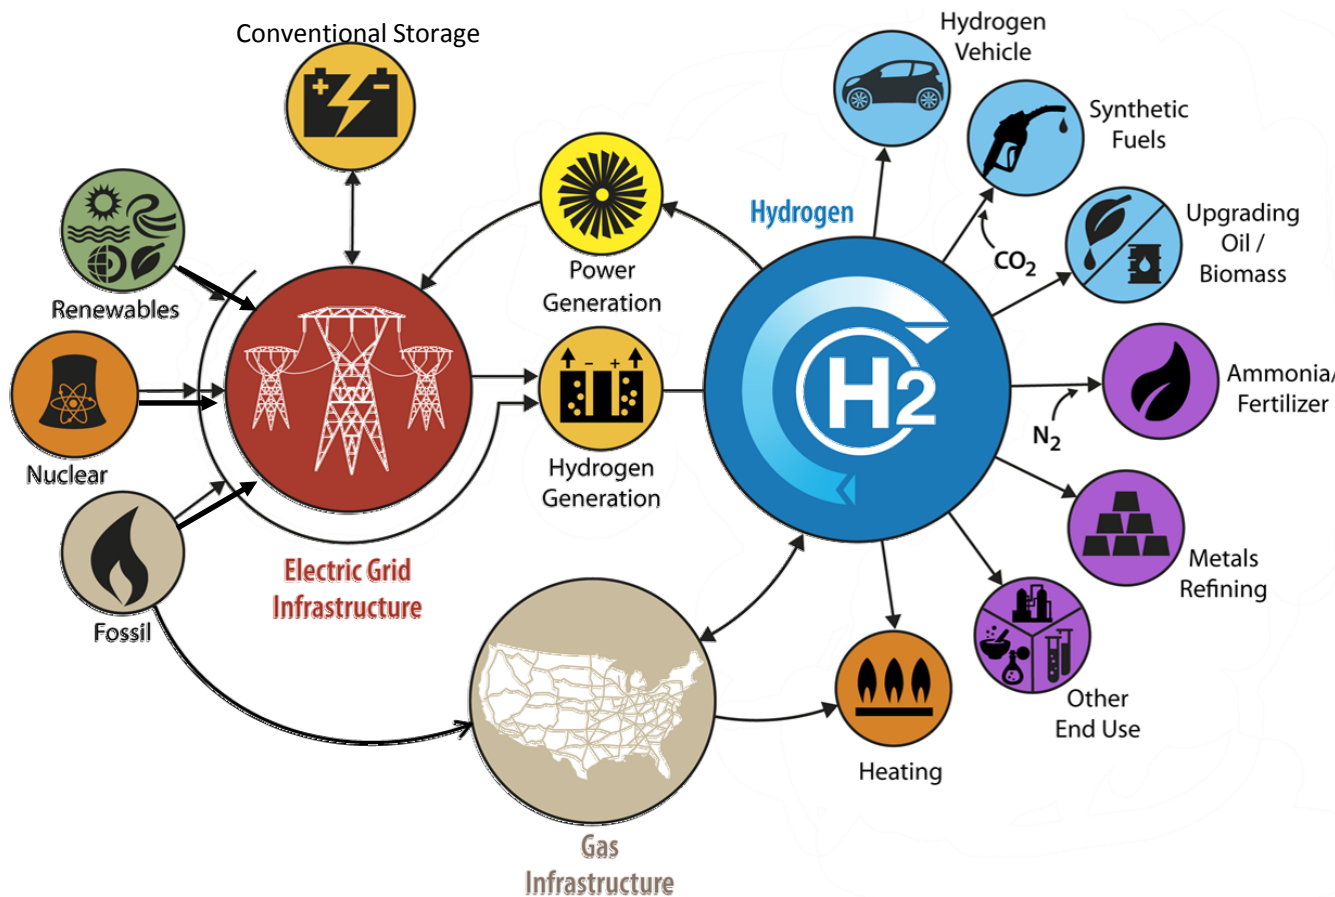 Conventional Storage
Hydrogen
Vehicle
Synthetic
Fuels
Upgrading
Oil /
Biomass
CO2
Hydrogen
Power
Generation
Renewables
H2
Ammonia/
Fertilizer
N2
Nuclear
Hydrogen
Generation
Metals
Refining
Electric Grid
Infrastructure
Fossil
Other
End Use
Heating
Gas
Infrastructure
+ -
- +